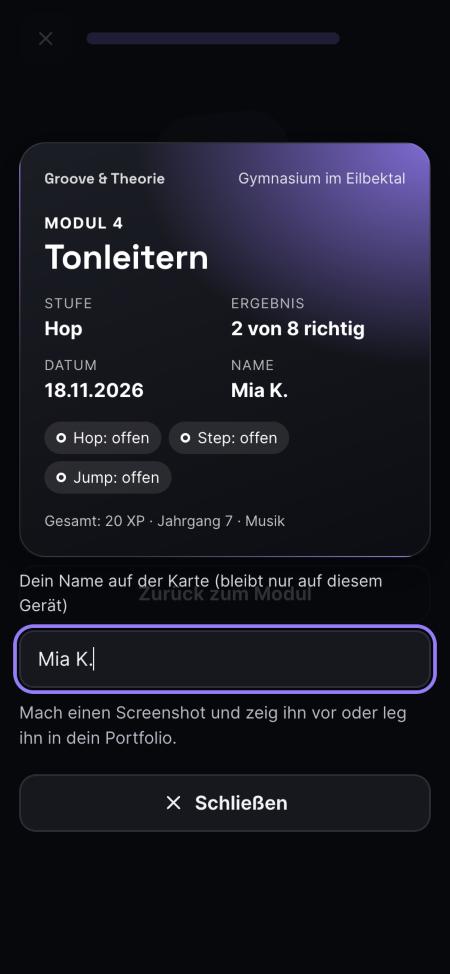 Groove & Theorie
Gymnasium im Eilbektal
MODUL 4
Tonleitern
STUFE
Hop
ERGEBNIS
2 von 8 richtig
DATUM
18.11.2026
NAME
Mia K.
Hop: offen
Step: offen
Jump: offen
Gesamt: 20 XP · Jahrgang 7 · Musik
Dein Name auf der Karte (bleibt nur auf diesem
Gerät)
Zurück zum Modul
Mia K.
Mach einen Screenshot und zeig ihn vor oder leg
ihn in dein Portfolio.
Schließen